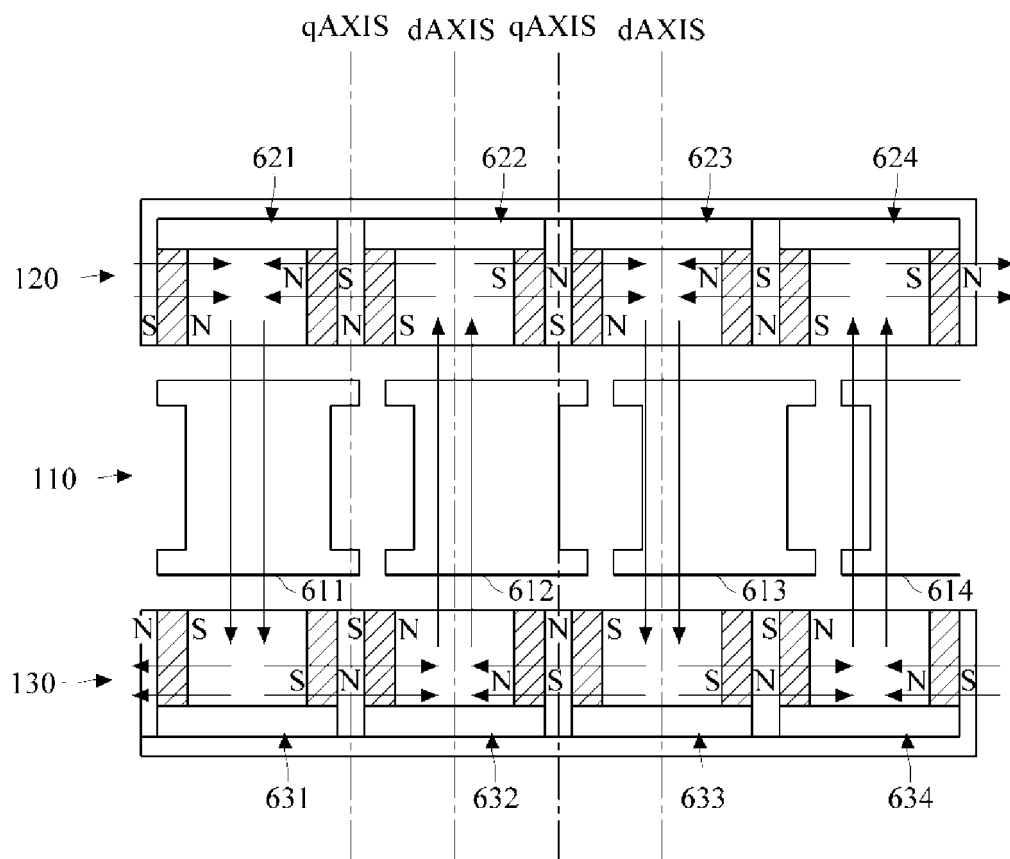 qAXIS dAXIS qAXIS dAXIS
621 622 623 624
120
N S S N N S S N
S N N S S N N S
110
611 612 613 614
N S S N N S S N
130
S N N S S N N S
631 632 633 634